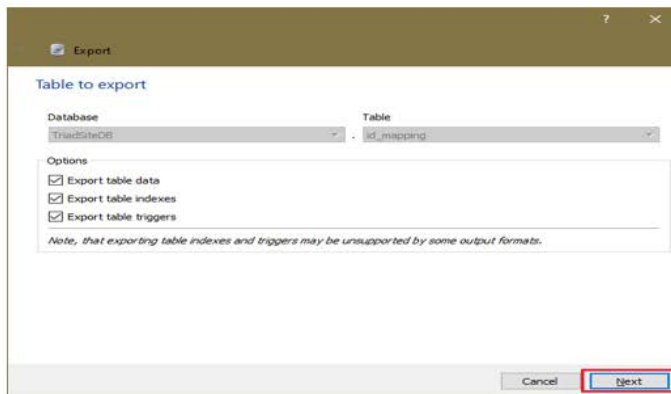 ?
Export
Table to export
Database Table
TriadSiteDB . id_mapping
Options
Export table data
Export table indexes
Export table triggers
Note, that exporting table indexes and triggers may be unsupported by some output formats.
Cancel Next